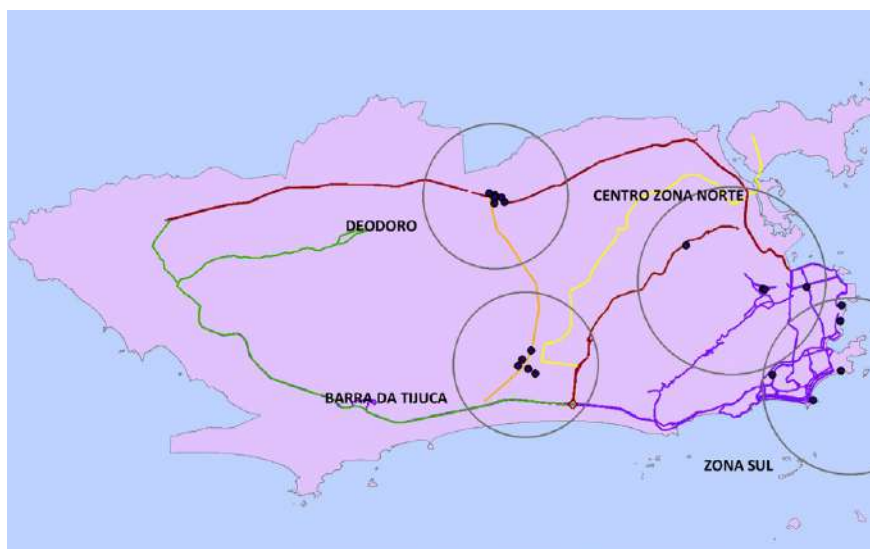 CENTRO ZONA NORTE
DEODORO
BARRA DA TIJUCA
ZONA SUL